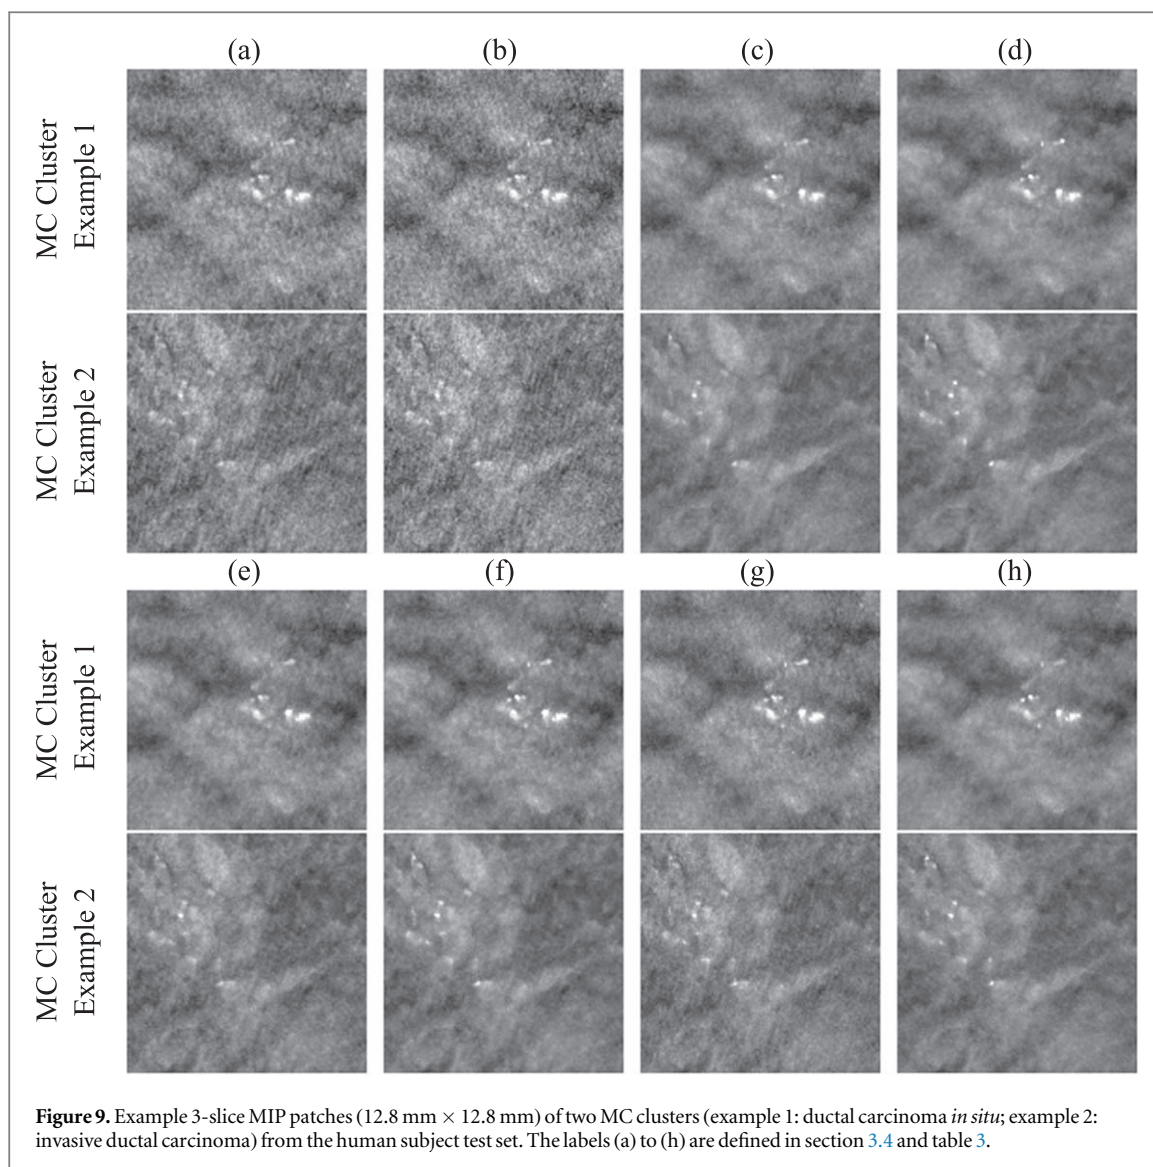 (a) (b) (c) (d)
MC Cluster
Example 1
MC Cluster
Example 2
(e) (f) (g) (h)
MC Cluster
Example 1
MC Cluster
Example 2
Figure 9. Example 3-slice MIP patches (12.8 mm × 12.8 mm) of two MC clusters (example 1: ductal carcinoma in situ; example 2:
invasive ductal carcinoma) from the human subject test set. The labels (a) to (h) are defined in section 3.4 and table 3.